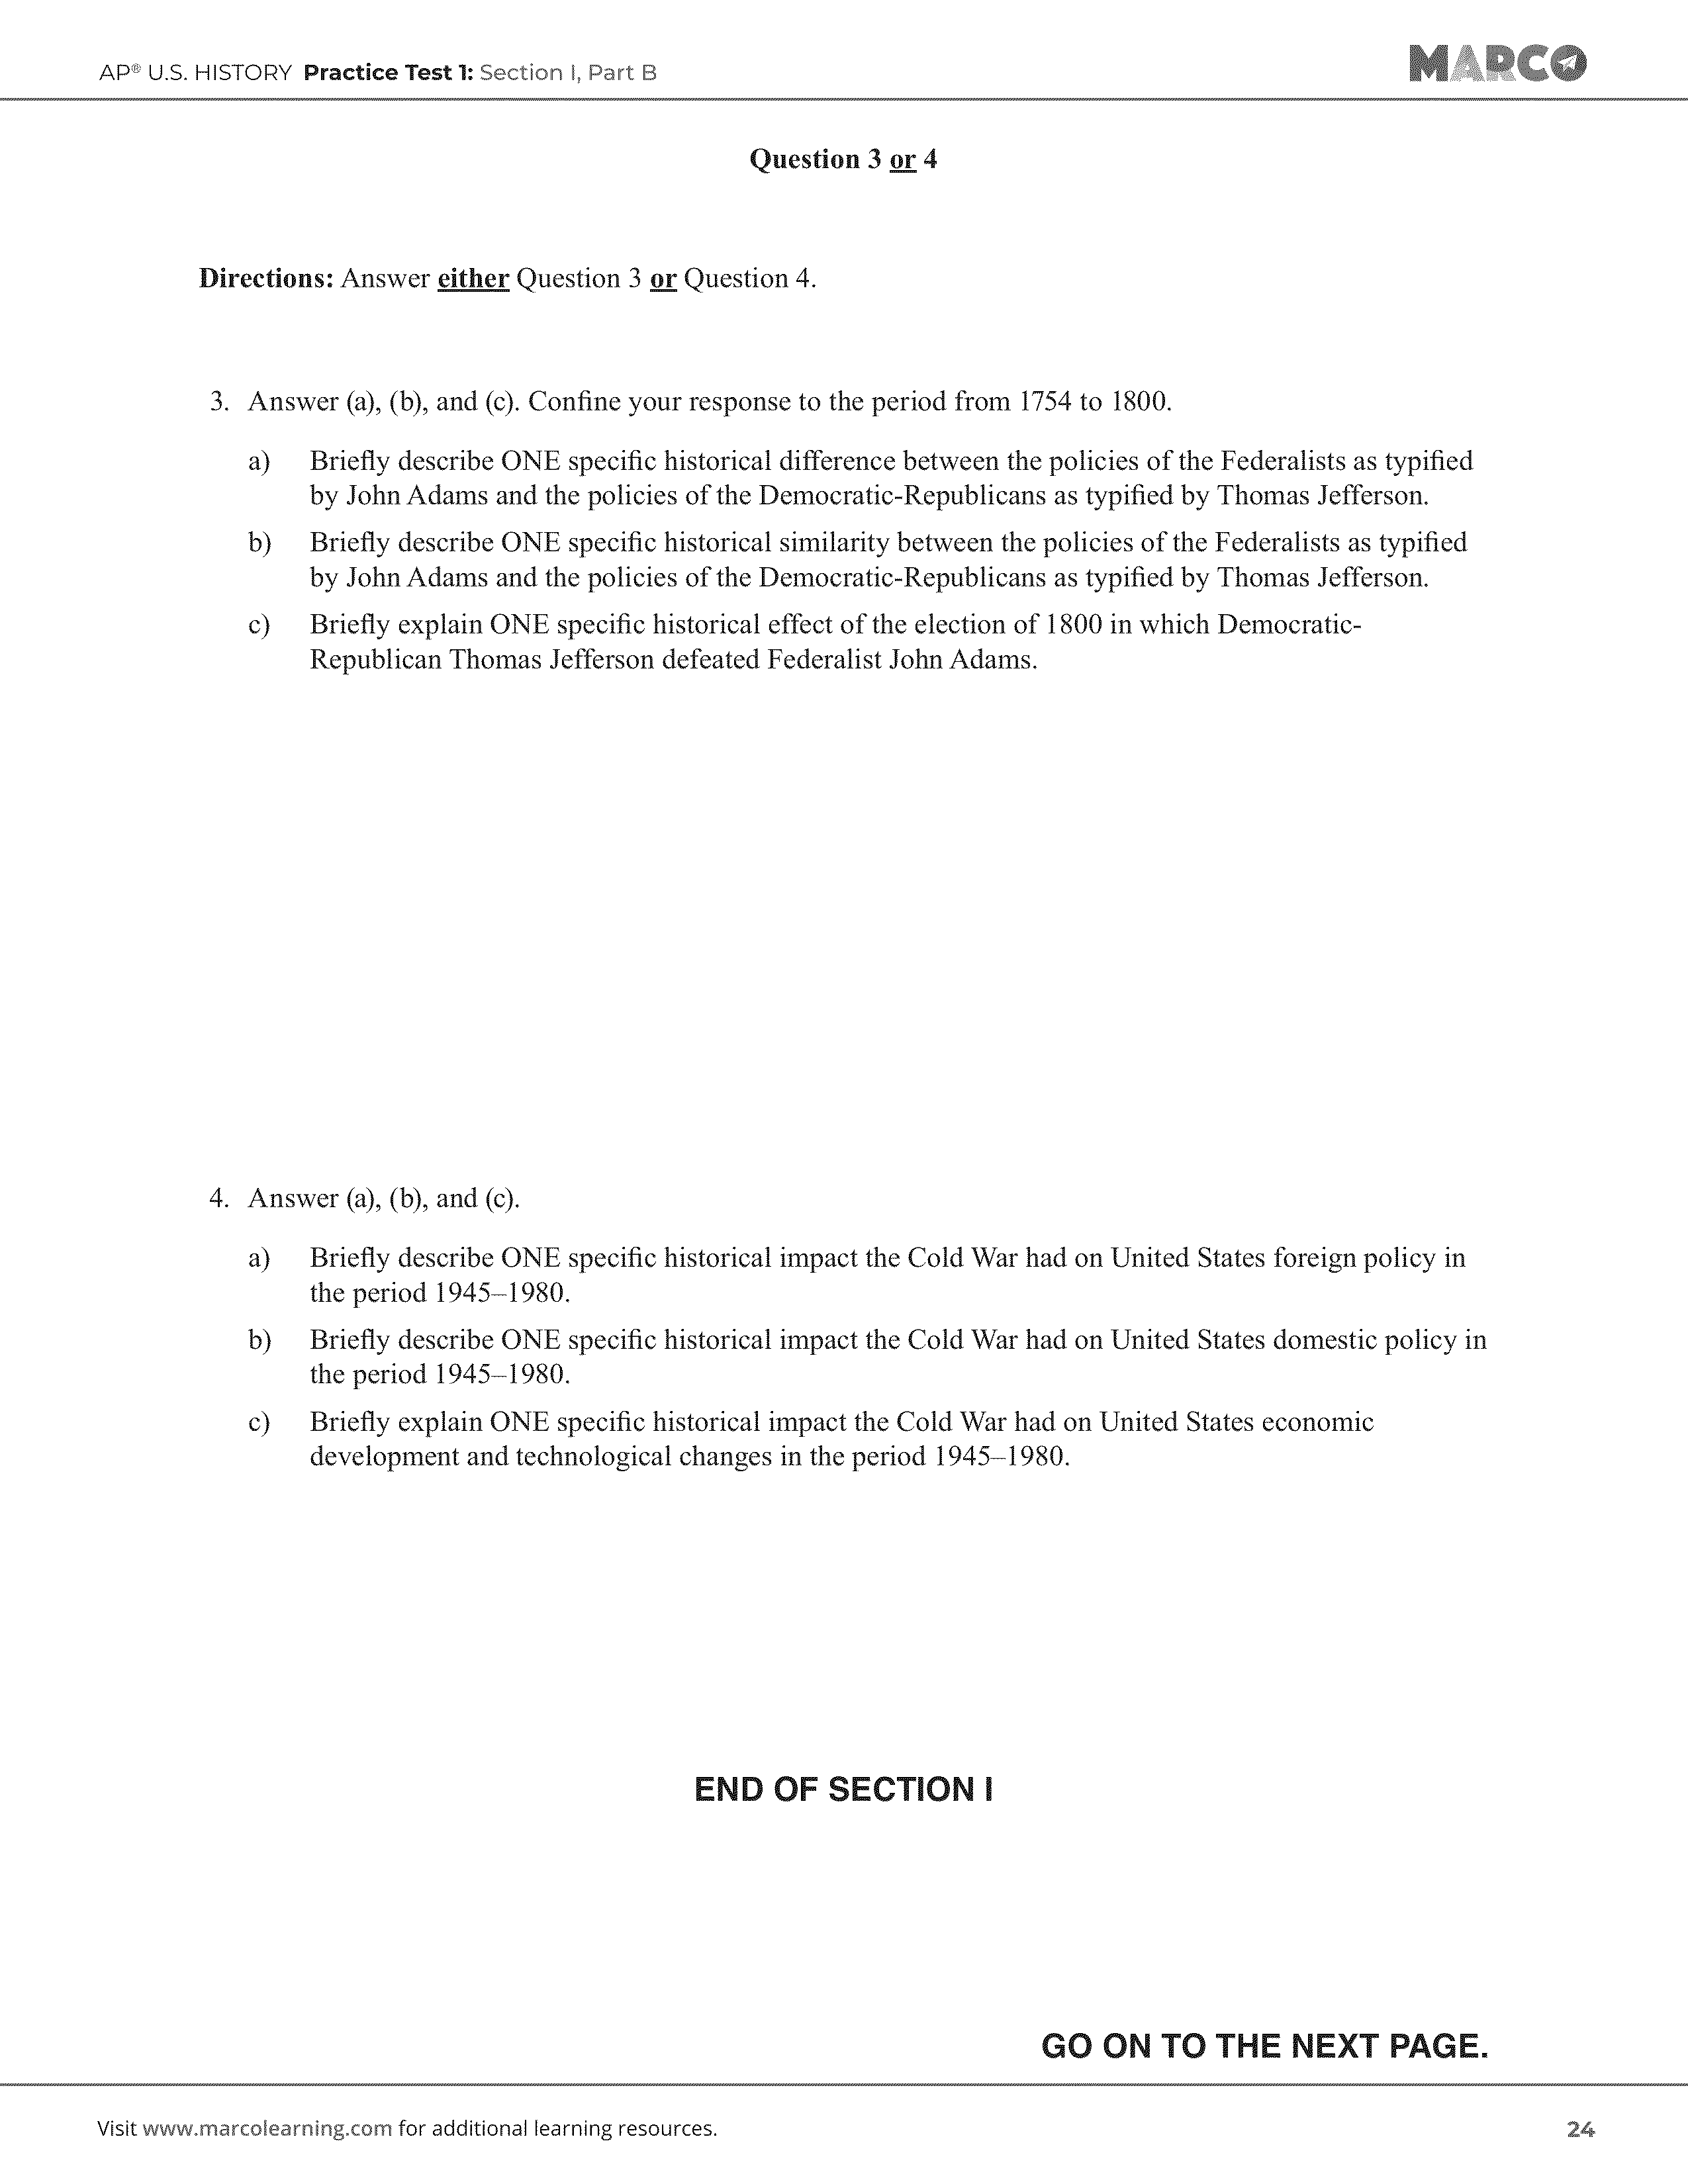 AP® U.S. HISTORY Practice Test 1: Section I, Part B
MARCO
Question 3 or 4
Directions: Answer either Question 3 or Question 4.
3. Answer (a), (b), and (c). Confine your response to the period from 1754 to 1800.
a) Briefly describe ONE specific historical difference between the policies of the Federalists as typified
by John Adams and the policies of the Democratic-Republicans as typified by Thomas Jefferson.
b) Briefly describe ONE specific historical similarity between the policies of the Federalists as typified
by John Adams and the policies of the Democratic-Republicans as typified by Thomas Jefferson.
c) Briefly explain ONE specific historical effect of the election of 1800 in which Democratic-
Republican Thomas Jefferson defeated Federalist John Adams.
4. Answer (a), (b), and (c).
a) Briefly describe ONE specific historical impact the Cold War had on United States foreign policy in
the period 1945–1980.
b) Briefly describe ONE specific historical impact the Cold War had on United States domestic policy in
the period 1945–1980.
c) Briefly explain ONE specific historical impact the Cold War had on United States economic
development and technological changes in the period 1945–1980.
END OF SECTION I
GO ON TO THE NEXT PAGE.
Visit www.marcolearning.com for additional learning resources.
24